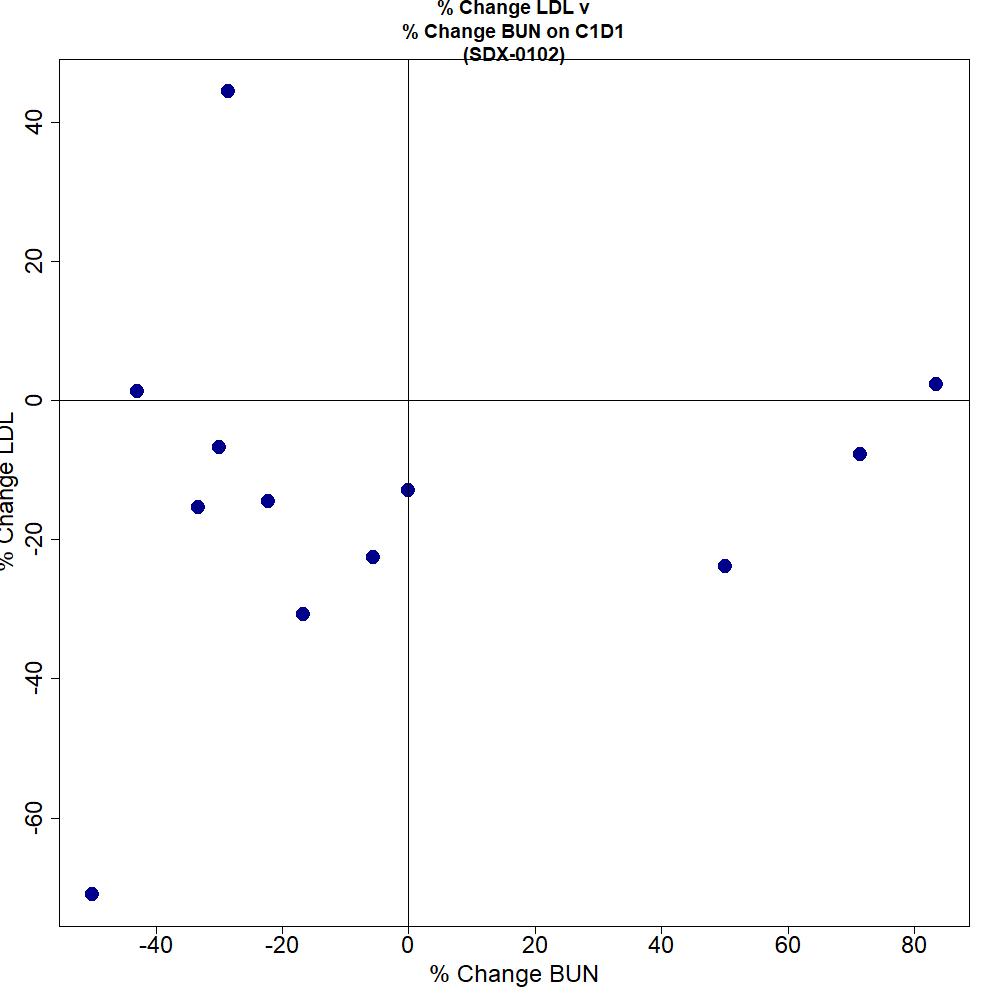 % Change LDL v
% Change BUN on C1D1
(SDX-0102)
% Change LDL
40
20
0
-20
-40
-60
-40
-20
0
20
40
60
80
% Change BUN